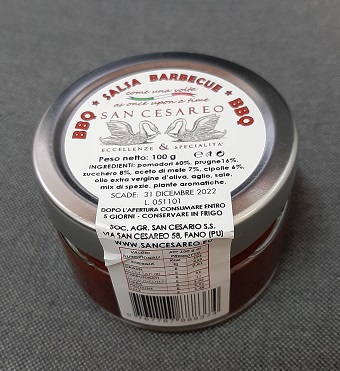 BBQ ★ SALSA BARBECUE ★ BBQ
come una volta
as once upon a time
SAN CESAREO
ECCELLENZE & SPECIALITA'
Peso netto: 100 g
INGREDIENTI: pomodori 60%, prugne16%,
zucchero 8%, aceto di mele 7%, cipolle 6%,
olio extra vergine d'oliva, aglio, sale,
mix di spezie, piante aromatiche.
SCADE: 31 DICEMBRE 2022
L. 051101
DOPO L'APERTURA CONSUMARE ENTRO
5 GIORNI - CONSERVARE IN FRIGO
SOC. AGR. SAN CESARIO S.S.
VIA SAN CESAREO 58, FANO (PU)
WWW.SANCESAREO.E
VALORI